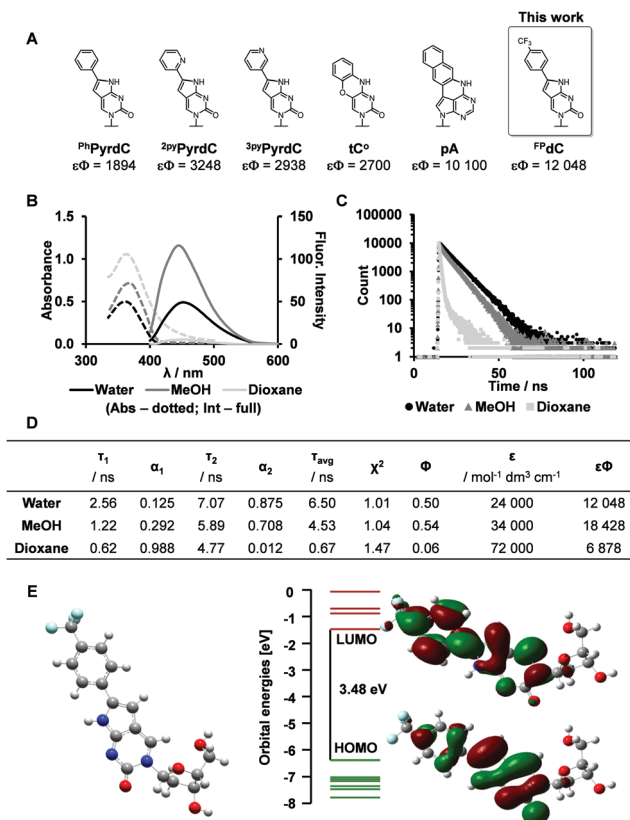 This work
A
CF3
NH
N
O
PhPyrdC
εΦ = 1894
N
NH
N
O
2pyPyrdC
εΦ = 3248
N
NH
N
O
3pyPyrdC
εΦ = 2938
H
N
O
N
O
tCo
εΦ = 2700
NH
N
N
pA
εΦ = 10 100
NH
N
O
FPdC
εΦ = 12 048
B
1.5
1.0
0.5
0.0
Absorbance
150
100
50
0
Fluor. Intensity
300 400 500 600
λ / nm
Water MeOH Dioxane
(Abs – dotted; Int – full)
C
100000
10000
1000
100
10
1
Count
0 50 100
Time / ns
Water MeOH Dioxane
D
τ1 / ns α1 τ2 / ns α2 τavg / ns χ2 Φ ε / mol-1 dm3 cm-1 εΦ
Water 2.56 0.125 7.07 0.875 6.50 1.01 0.50 24 000 12 048
MeOH 1.22 0.292 5.89 0.708 4.53 1.04 0.54 34 000 18 428
Dioxane 0.62 0.988 4.77 0.012 0.67 1.47 0.06 72 000 6 878
E
Orbital energies [eV]
0
-1
-2
-3
-4
-5
-6
-7
-8
LUMO
3.48 eV
HOMO